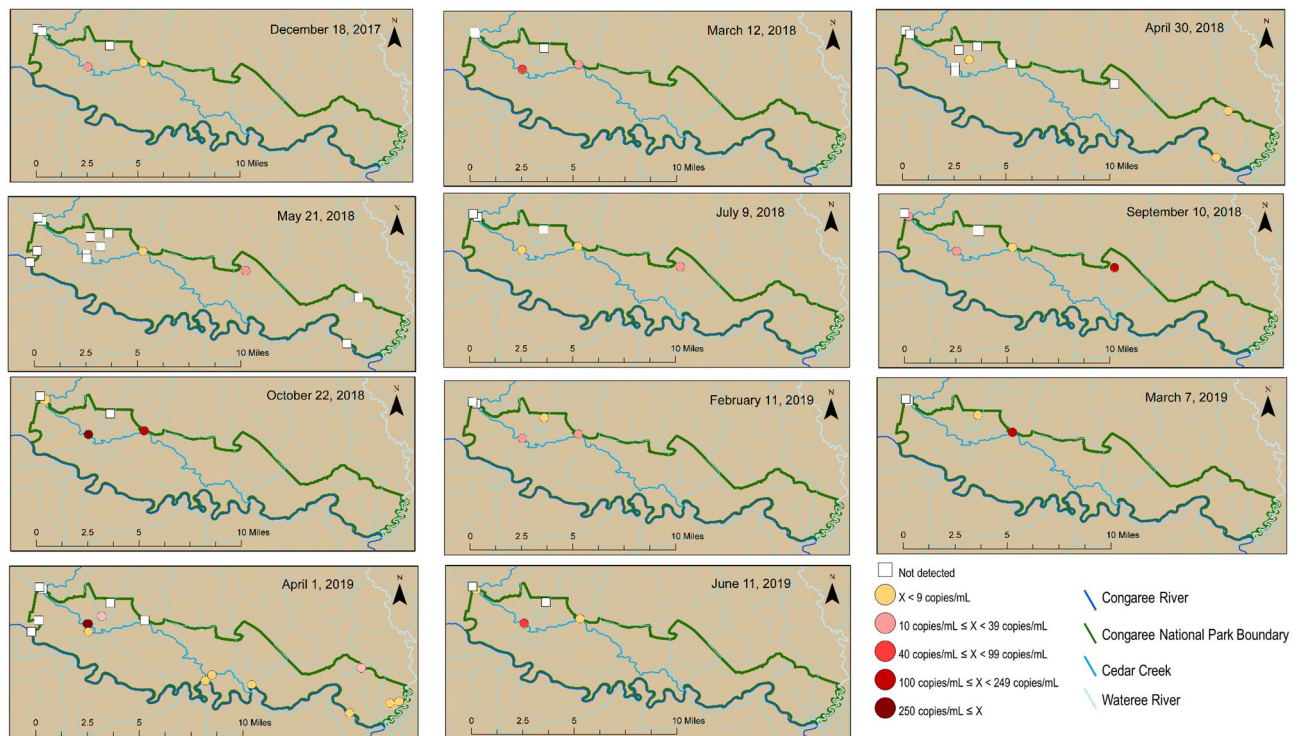 December 18, 2017
N
0 2.5 5 10 Miles
March 12, 2018
N
0 2.5 5 10 Miles
April 30, 2018
N
0 2.5 5 10 Miles
May 21, 2018
N
0 2.5 5 10 Miles
July 9, 2018
N
0 2.5 5 10 Miles
September 10, 2018
N
0 2.5 5 10 Miles
October 22, 2018
N
0 2.5 5 10 Miles
February 11, 2019
N
0 2.5 5 10 Miles
March 7, 2019
N
0 2.5 5 10 Miles
April 1, 2019
N
0 2.5 5 10 Miles
June 11, 2019
N
0 2.5 5 10 Miles
Not detected
X < 9 copies/mL
10 copies/mL ≤ X < 39 copies/mL
40 copies/mL ≤ X < 99 copies/mL
100 copies/mL ≤ X < 249 copies/mL
250 copies/mL ≤ X
Congaree River
Congaree National Park Boundary
Cedar Creek
Wateree River